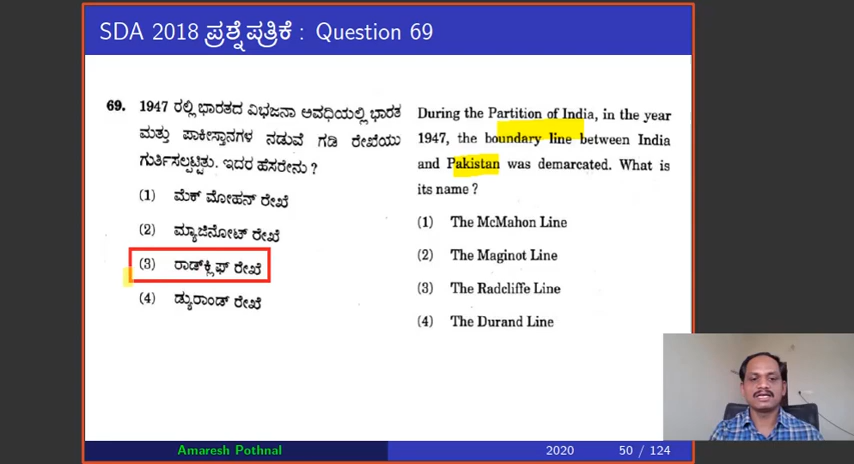 SDA 2018 ಪ್ರಶ್ನೆಪತ್ರಿಕೆ : Question 69
69. 1947 ರಲ್ಲಿ ಭಾರತದ ವಿಭಜನಾ ಅವಧಿಯಲ್ಲಿ ಭಾರತ
ಮತ್ತು ಪಾಕೀಸ್ತಾನಗಳ ನಡುವೆ ಗಡಿ ರೇಖೆಯು
ಗುರ್ತಿಸಲ್ಪಟ್ಟಿತು. ಇದರ ಹೆಸರೇನು ?
(1) ಮೆಕ್ ಮೋಹನ್ ರೇಖೆ
(2) ಮ್ಯಾಜಿನೋಟ್ ರೇಖೆ
(3) ರಾಡ್‌ಕ್ಲಿಫ್ ರೇಖೆ
(4) ಡ್ಯುರಾಂಡ್ ರೇಖೆ
During the Partition of India, in the year
1947, the boundary line between India
and Pakistan was demarcated. What is
its name ?
(1) The McMahon Line
(2) The Maginot Line
(3) The Radcliffe Line
(4) The Durand Line
Amaresh Pothnal 2020 50 / 124